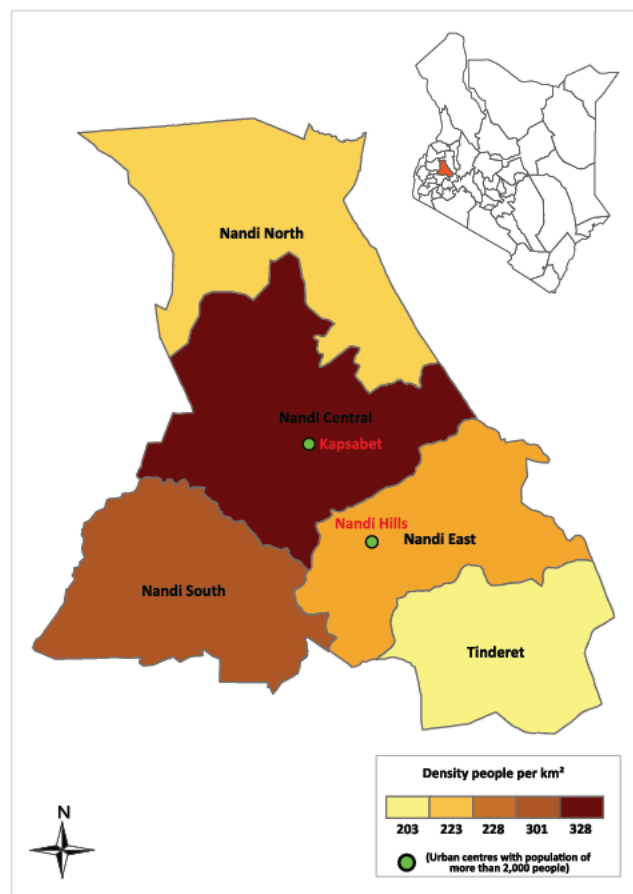 Nandi North
Nandi Central
Kapsabet
Nandi Hills
Nandi East
Nandi South
Tinderet
Density people per km²
203 223 228 301 328
(Urban centres with population of
more than 2,000 people)
N